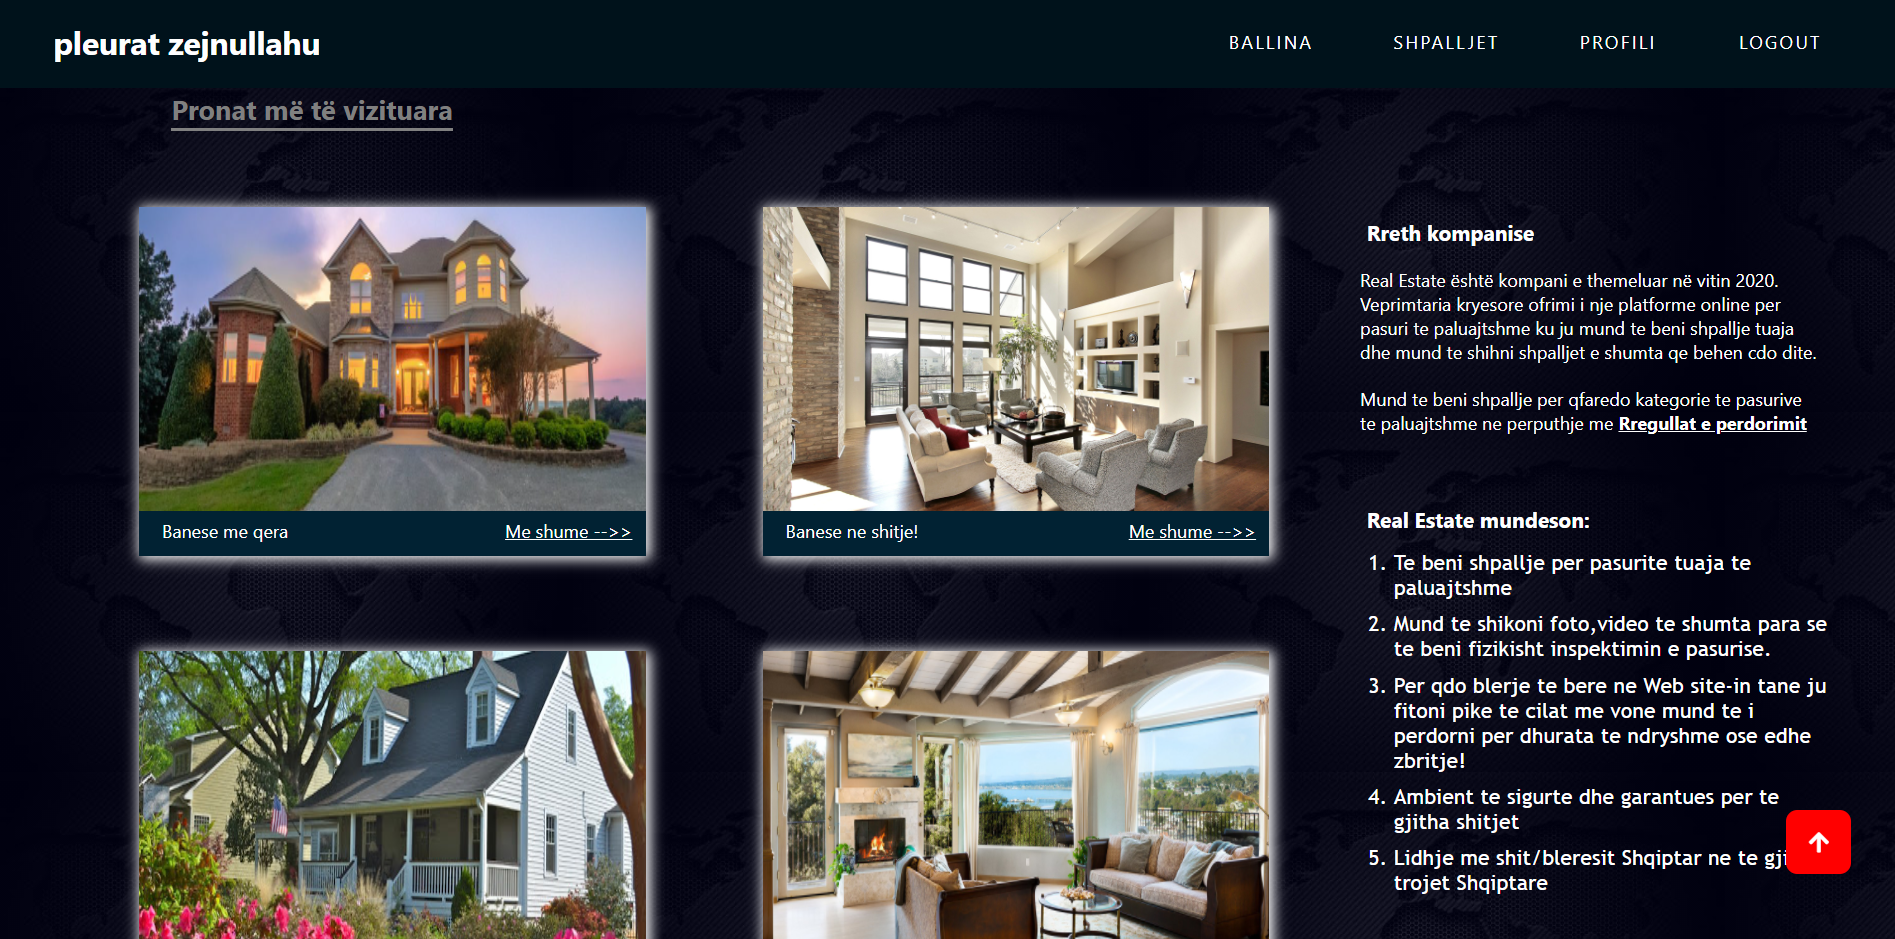 pleurat zejnullahu
BALLINA SHPALLJET PROFILI LOGOUT
Pronat më të vizituara
Banese me qera Me shume -->>
Banese ne shitje! Me shume -->>
Rreth kompanise
Real Estate është kompani e themeluar në vitin 2020.
Veprimtaria kryesore ofrimi i nje platforme online per
pasuri te paluajtshme ku ju mund te beni shpallje tuaja
dhe mund te shihni shpalljet e shumta qe behen cdo dite.
Mund te beni shpallje per qfaredo kategorie te pasurive
te paluajtshme ne perputhje me Rregullat e perdorimit
Real Estate mundeson:
1. Te beni shpallje per pasurite tuaja te
paluajtshme
2. Mund te shikoni foto,video te shumta para se
te beni fizikisht inspektimin e pasurise.
3. Per qdo blerje te bere ne Web site-in tane ju
fitoni pike te cilat me vone mund te i
perdorni per dhurata te ndryshme ose edhe
zbritje!
4. Ambient te sigurte dhe garantues per te
gjitha shitjet
5. Lidhje me shit/bleresit Shqiptar ne te
trojet Shqiptare